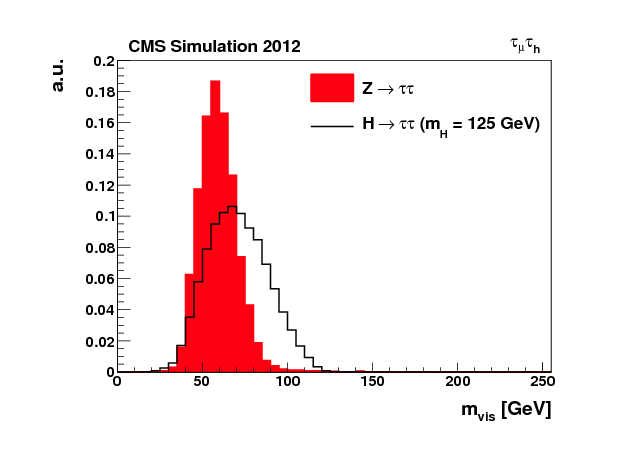 CMS Simulation 2012
τμτh
a.u.
0.2
0.18
0.16
0.14
0.12
0.1
0.08
0.06
0.04
0.02
0
Z → ττ
H → ττ (mH = 125 GeV)
0 50 100 150 200 250
mvis [GeV]